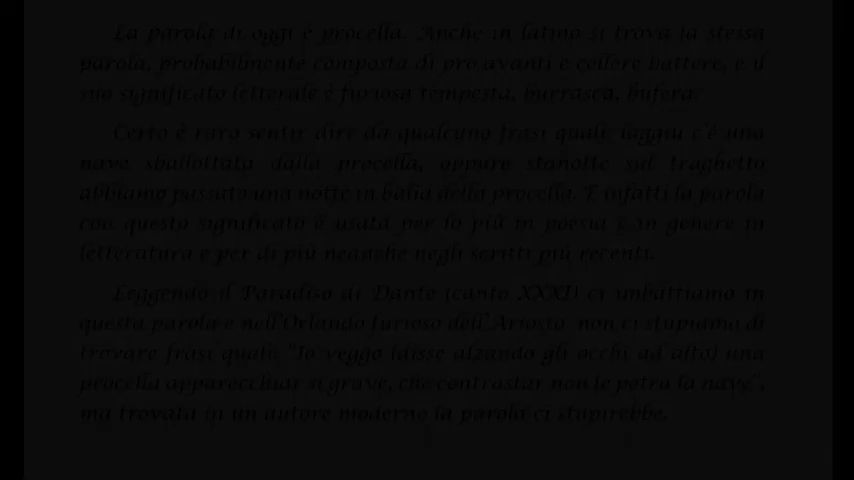 La parola di oggi è procella. Anche in latino si trova la stessa
parola, probabilmente composta di pro avanti e cellere battere, e il
suo significato letterale è furiosa tempesta, burrasca, bufera.
Certo è raro sentir dire da qualcuno frasi quale laggiù c'è una
nave sballottata dalla procella, oppure stanotte sul traghetto
abbiamo passato una notte in balia della procella. E infatti la parola
con questo significato è usata per lo più in poesia e in genere in
letteratura e per di più neanche negli scritti più recenti.
Leggendo il Paradiso di Dante (canto XXXI) ci imbattiamo in
questa parola e nell'Orlando furioso dell'Ariosto non ci stupiamo di
trovare frasi quale "Io veggo (disse alzando gli occhi ad alto) una
procella apparecchiar sì grave, che contrastar non le potrà la nave",
ma trovata in un autore moderno la parola ci stupirebbe.